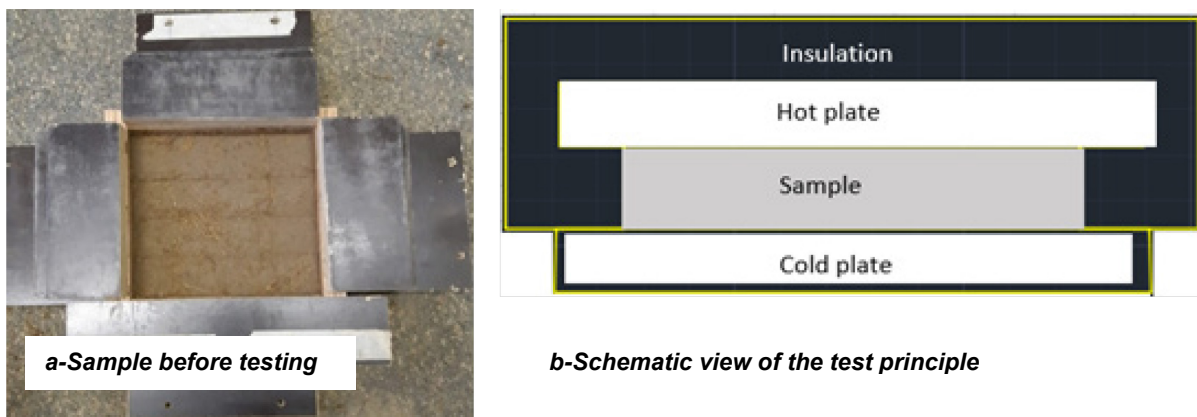 Insulation
Hot plate
Sample
Cold plate
a-Sample before testing
b-Schematic view of the test principle